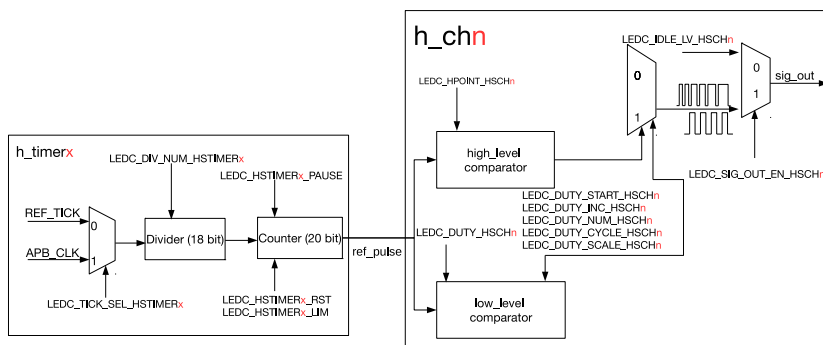 h_chn
LEDC_IDLE_LV_HSCHn
0
1
0
1
sig_out
LEDC_HPOINT_HSCHn
h_timerx
LEDC_DIV_NUM_HSTIMERx
LEDC_HSTIMERx_PAUSE
high_level
comparator
LEDC_SIG_OUT_EN_HSCHn
REF_TICK
0
APB_CLK
1
Divider (18 bit)
Counter (20 bit)
ref_pulse
LEDC_DUTY_HSCHn
LEDC_DUTY_START_HSCHn
LEDC_DUTY_INC_HSCHn
LEDC_DUTY_NUM_HSCHn
LEDC_DUTY_CYCLE_HSCHn
LEDC_DUTY_SCALE_HSCHn
LEDC_TICK_SEL_HSTIMERx
LEDC_HSTIMERx_RST
LEDC_HSTIMERx_LIM
low_level
comparator